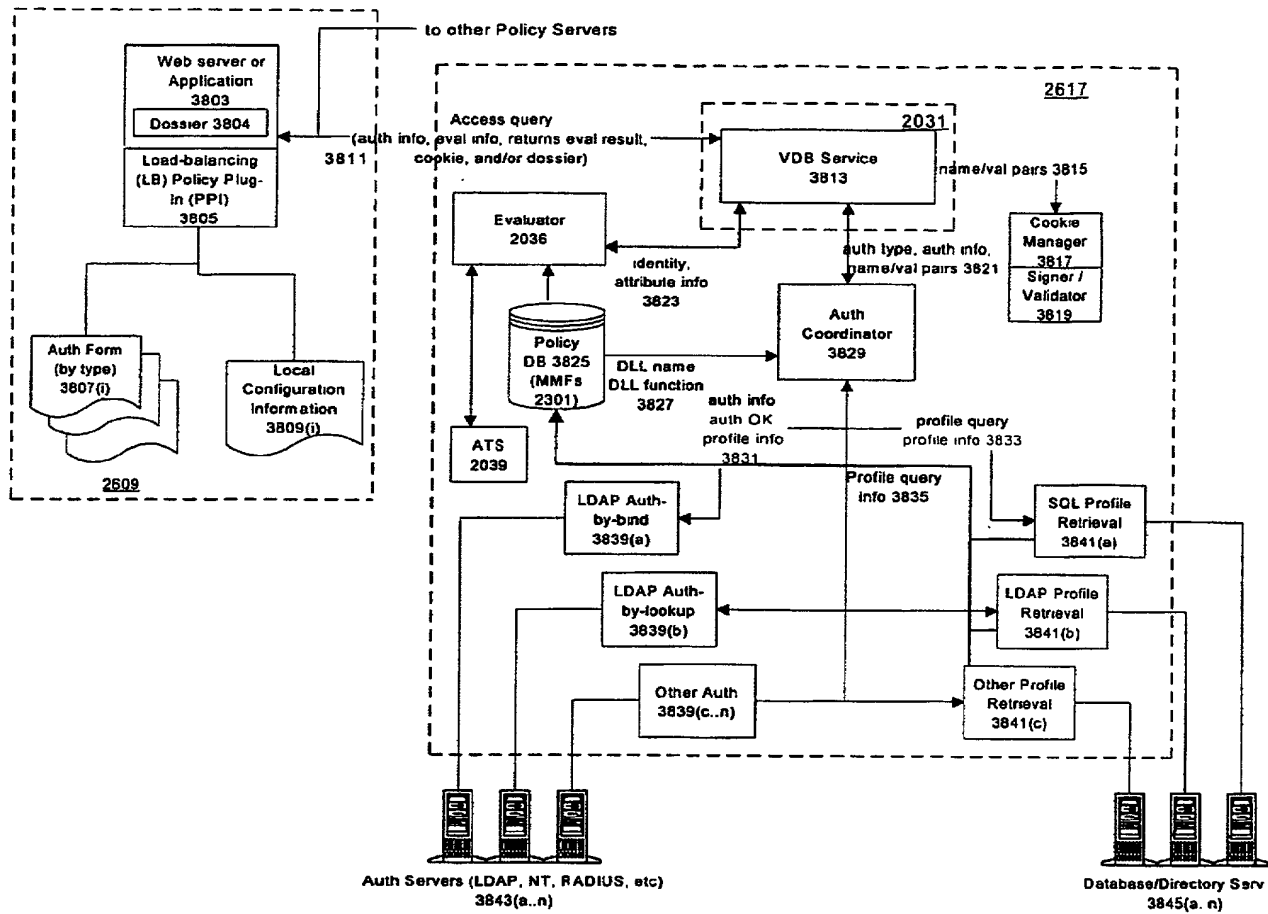 to other Policy Servers
Web server or
Application
3803
Dossier 3804
Load-balancing
(LB) Policy Plug-
in (PPI)
3805
Auth Form
(by type)
3807(i)
Local
Configuration
Information
3809(i)
2609
Access query
(auth info, eval info, returns eval result,
3811 cookie, and/or dossier)
2617
2031
VDB Service
3813
name/val pairs 3815
Cookie
Manager
3817
Signer /
Validator
3819
Evaluator
2036
identity,
attribute info
3823
auth type, auth info,
name/val pairs 3821
Auth
Coordinator
3829
Policy
DB 3825
(MMFs
2301)
DLL name
DLL function
3827
ATS
2039
auth info
auth OK
profile info
3831
profile query
profile info 3833
Profile query
info 3835
LDAP Auth-
by-bind
3839(a)
SQL Profile
Retrieval
3841(a)
LDAP Auth-
by-lookup
3839(b)
LDAP Profile
Retrieval
3841(b)
Other Auth
3839(c..n)
Other Profile
Retrieval
3841(c)
Auth Servers (LDAP, NT, RADIUS, etc)
3843(a..n)
Database/Directory Serv
3845(a. n)